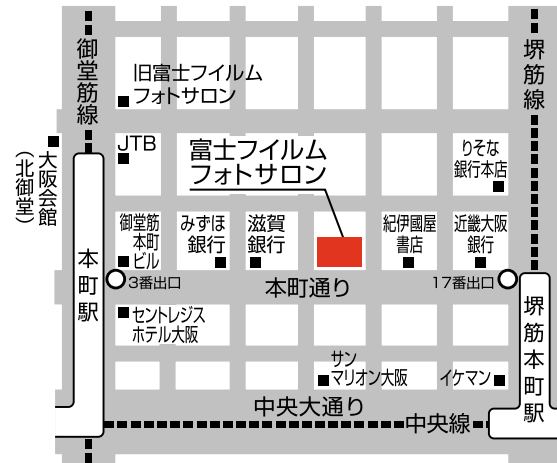 御堂筋線
堺筋線
旧富士フイルム
フォトサロン
大阪会館
(北御堂)
JTB
富士フイルム
フォトサロン
りそな
銀行本店
御堂筋
本町
ビル
みずほ
銀行
滋賀
銀行
紀伊國屋
書店
近畿大阪
銀行
本町駅
3番出口
本町通り
17番出口
堺筋本町駅
セントレジス
ホテル大阪
サン
マリオン大阪
イケマン
中央大通り
中央線